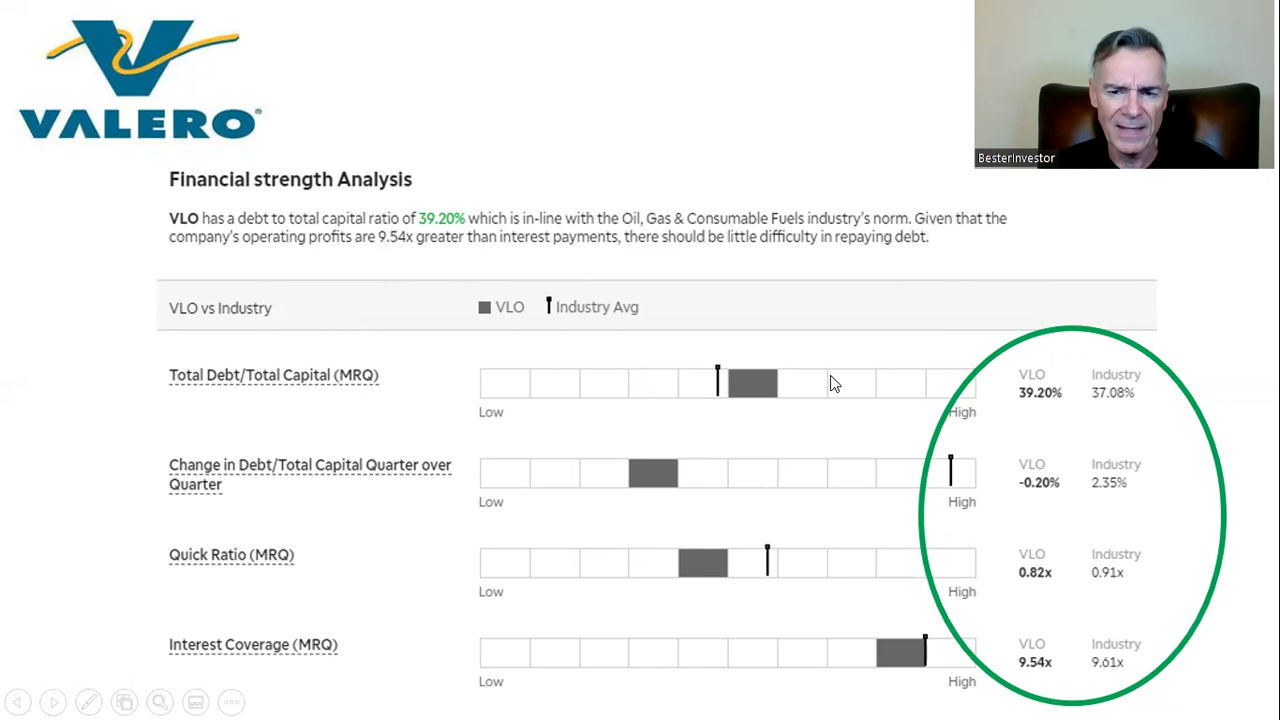 VALERO®
BesterInvestor
Financial strength Analysis
VLO has a debt to total capital ratio of 39.20% which is in-line with the Oil, Gas & Consumable Fuels industry's norm. Given that the
company's operating profits are 9.54x greater than interest payments, there should be little difficulty in repaying debt.
VLO vs Industry
VLO
Industry Avg
Total Debt/Total Capital (MRQ)
Low
High
VLO
Industry
39.20%
37.08%
Change in Debt/Total Capital Quarter over
Quarter
Low
High
VLO
Industry
-0.20%
2.35%
Quick Ratio (MRQ)
Low
High
VLO
Industry
0.82x
0.91x
Interest Coverage (MRQ)
Low
High
VLO
Industry
9.54x
9.61x